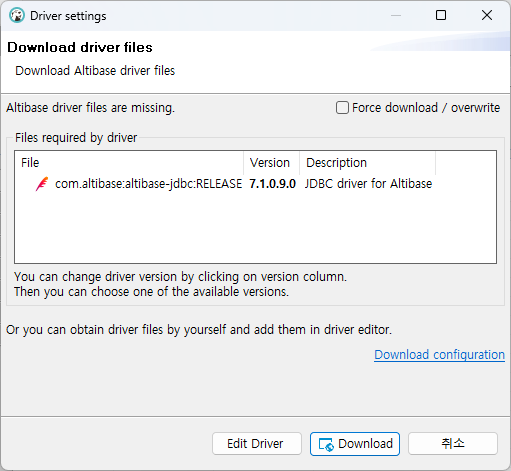 Driver settings
Download driver files
Download Altibase driver files
Altibase driver files are missing.
Force download / overwrite
Files required by driver
File Version Description
com.altibase:altibase-jdbc:RELEASE 7.1.0.9.0 JDBC driver for Altibase
You can change driver version by clicking on version column.
Then you can choose one of the available versions.
Or you can obtain driver files by yourself and add them in driver editor.
Download configuration
Edit Driver Download 취소